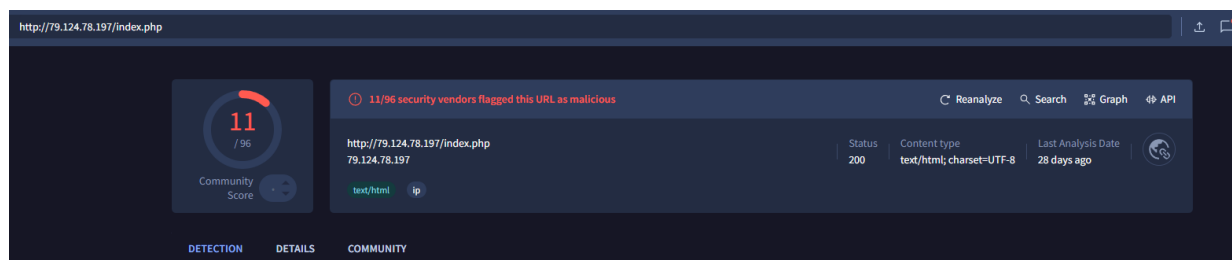 http://79.124.78.197/index.php
11/96 security vendors flagged this URL as malicious
Reanalyze Search Graph API
11
/ 96
http://79.124.78.197/index.php
79.124.78.197
Status
200
Content type
text/html; charset=UTF-8
Last Analysis Date
28 days ago
Community
Score
text/html ip
DETECTION DETAILS COMMUNITY